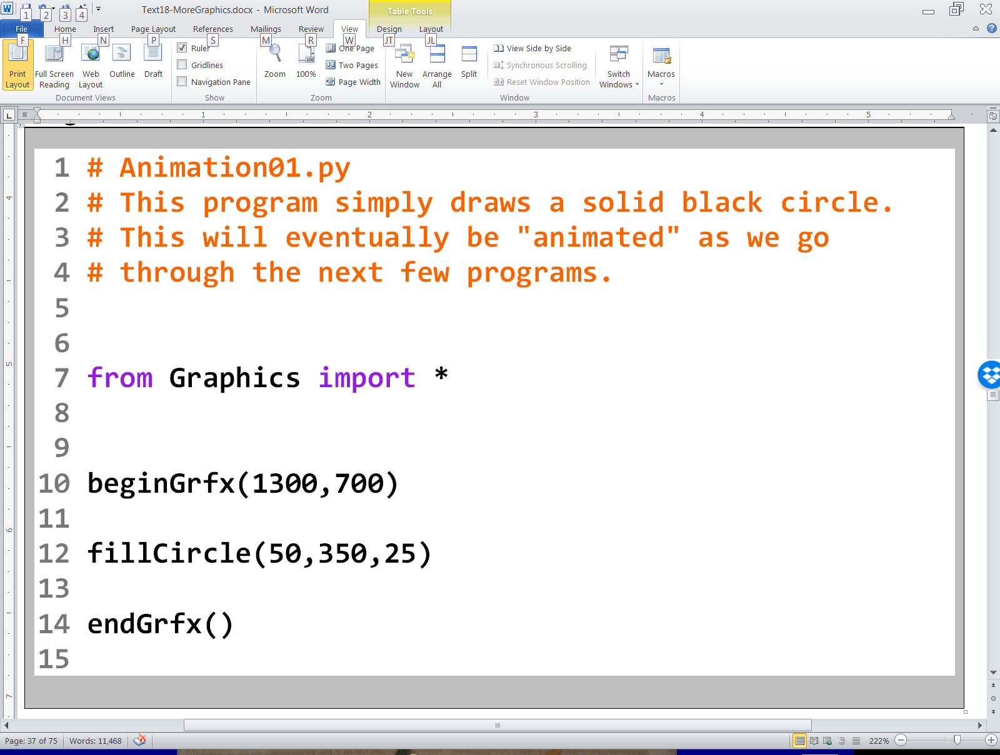 Text18-MoreGraphics.docx - Microsoft Word
Table Tools
1 2 3 4
File Home Insert Page Layout References Mailings Review View Design Layout
F H N P S M R W JT JL
Print Layout
Full Screen Reading
Web Layout
Outline
Draft
Document Views
Ruler
Gridlines
Navigation Pane
Show
Zoom
100%
One Page
Two Pages
Page Width
Zoom
New Window
Arrange All
Split
View Side by Side
Synchronous Scrolling
Reset Window Position
Window
Switch Windows
Macros
Macros
1 2 3 4 5
4
5
6
7
1 # Animation01.py
2 # This program simply draws a solid black circle.
3 # This will eventually be "animated" as we go
4 # through the next few programs.
5
6
7 from Graphics import *
8
9
10 beginGrfx(1300,700)
11
12 fillCircle(50,350,25)
13
14 endGrfx()
15
Page: 37 of 75 Words: 11,468 222%